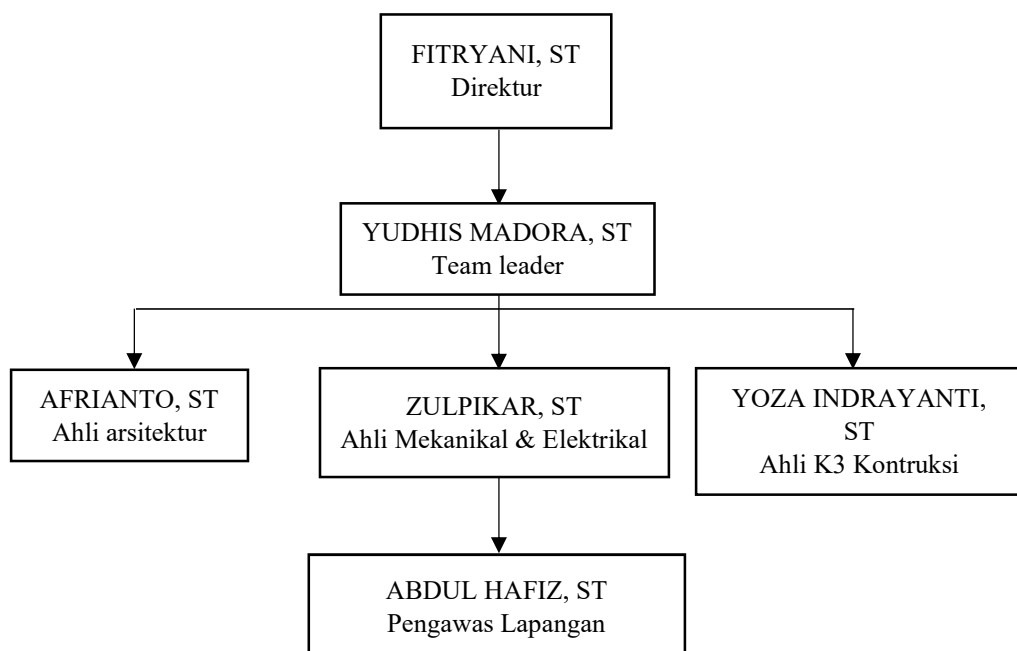 FITRYANI, ST
Direktur
YUDHIS MADORA, ST
Team leader
AFRIANTO, ST
Ahli arsitektur
ZULPIKAR, ST
Ahli Mekanikal & Elektrikal
YOZA INDRAYANTI,
ST
Ahli K3 Kontruksi
ABDUL HAFIZ, ST
Pengawas Lapangan